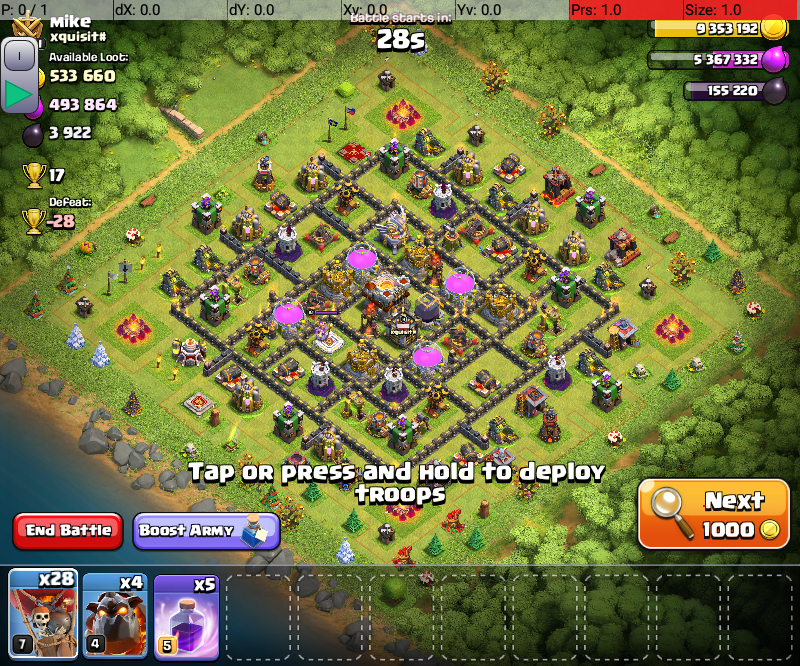 P: 0 / 1 dX: 0.0 dY: 0.0 Xv: 0.0 Yv: 0.0 Prs: 1.0 Size: 1.0
Mike
xquisit#
Battle starts in:
28s
9 353 192
Available Loot:
533 660
5 367 332
493 864
155 220
3 922
17
Defeat:
-28
xquisit#
Tap or press and hold to deploy
troops
End Battle
Boost Army
Next
1000
x28
x4
x5
7
4
5